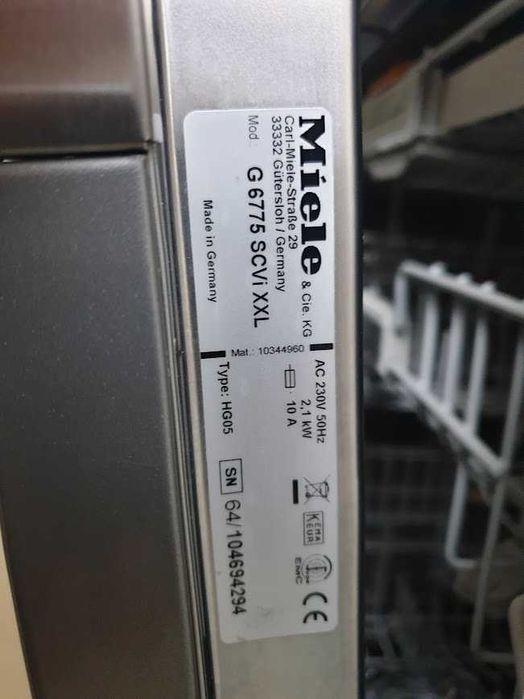 Miele & Cie. KG
Carl-Miele-Straße 29
33332 Gütersloh / Germany
Mod.: G 6775 SCVi XXL
Made in Germany
Mat.: 10344960
AC 230V 50Hz
2,1 kW
10 A
Type: HG05
SN 64/104694294
KEMA
KEUR
EMC
CE